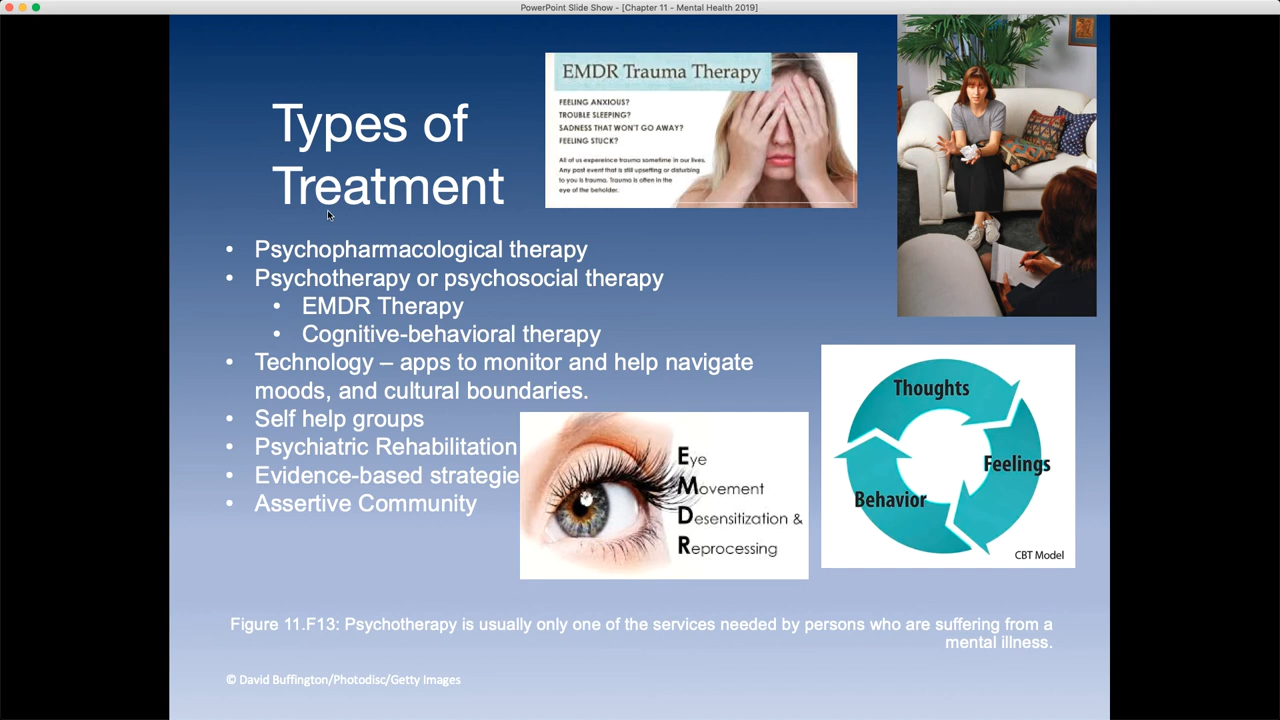 PowerPoint Slide Show - [Chapter 11 - Mental Health 2019]
Types of
Treatment
EMDR Trauma Therapy
FEELING ANXIOUS?
TROUBLE SLEEPING?
SADNESS THAT WON'T GO AWAY?
FEELING STUCK?
All of us expereince trauma sometime in our lives.
Any past event that is still upsetting or disturbing
to you is trauma. Trauma is often in the
eye of the beholder.
• Psychopharmacological therapy
• Psychotherapy or psychosocial therapy
• EMDR Therapy
• Cognitive-behavioral therapy
• Technology – apps to monitor and help navigate
moods, and cultural boundaries.
• Self help groups
• Psychiatric Rehabilitation
• Evidence-based strategie
• Assertive Community
Eye
Movement
Desensitization &
Reprocessing
Thoughts
Feelings
Behavior
CBT Model
Figure 11.F13: Psychotherapy is usually only one of the services needed by persons who are suffering from a
mental illness.
© David Buffington/Photodisc/Getty Images